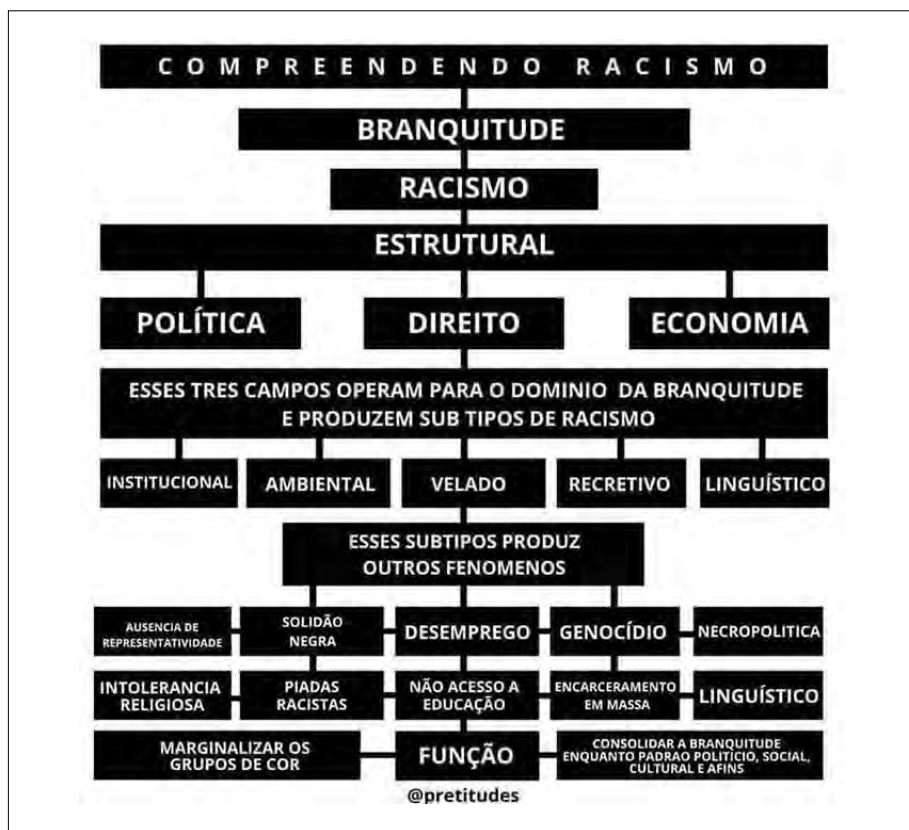 COMPREENDENDO RACISMO
BRANQUITUDE
RACISMO
ESTRUTURAL
POLÍTICA
DIREITO
ECONOMIA
ESSES TRES CAMPOS OPERAM PARA O DOMINIO DA BRANQUITUDE
E PRODUZEM SUB TIPOS DE RACISMO
INSTITUCIONAL
AMBIENTAL
VELADO
RECRETIVO
LINGUÍSTICO
ESSES SUBTIPOS PRODUZ
OUTROS FENOMENOS
AUSENCIA DE
REPRESENTATIVIDADE
SOLIDÃO
NEGRA
DESEMPREGO
GENOCÍDIO
NECROPOLITICA
INTOLERANCIA
RELIGIOSA
PIADAS
RACISTAS
NÃO ACESSO A
EDUCAÇÃO
ENCARCERAMENTO
EM MASSA
LINGUÍSTICO
MARGINALIZAR OS
GRUPOS DE COR
FUNÇÃO
CONSOLIDAR A BRANQUITUDE
ENQUANTO PADRAO POLITÍCIO, SOCIAL,
CULTURAL E AFINS
@pretitudes